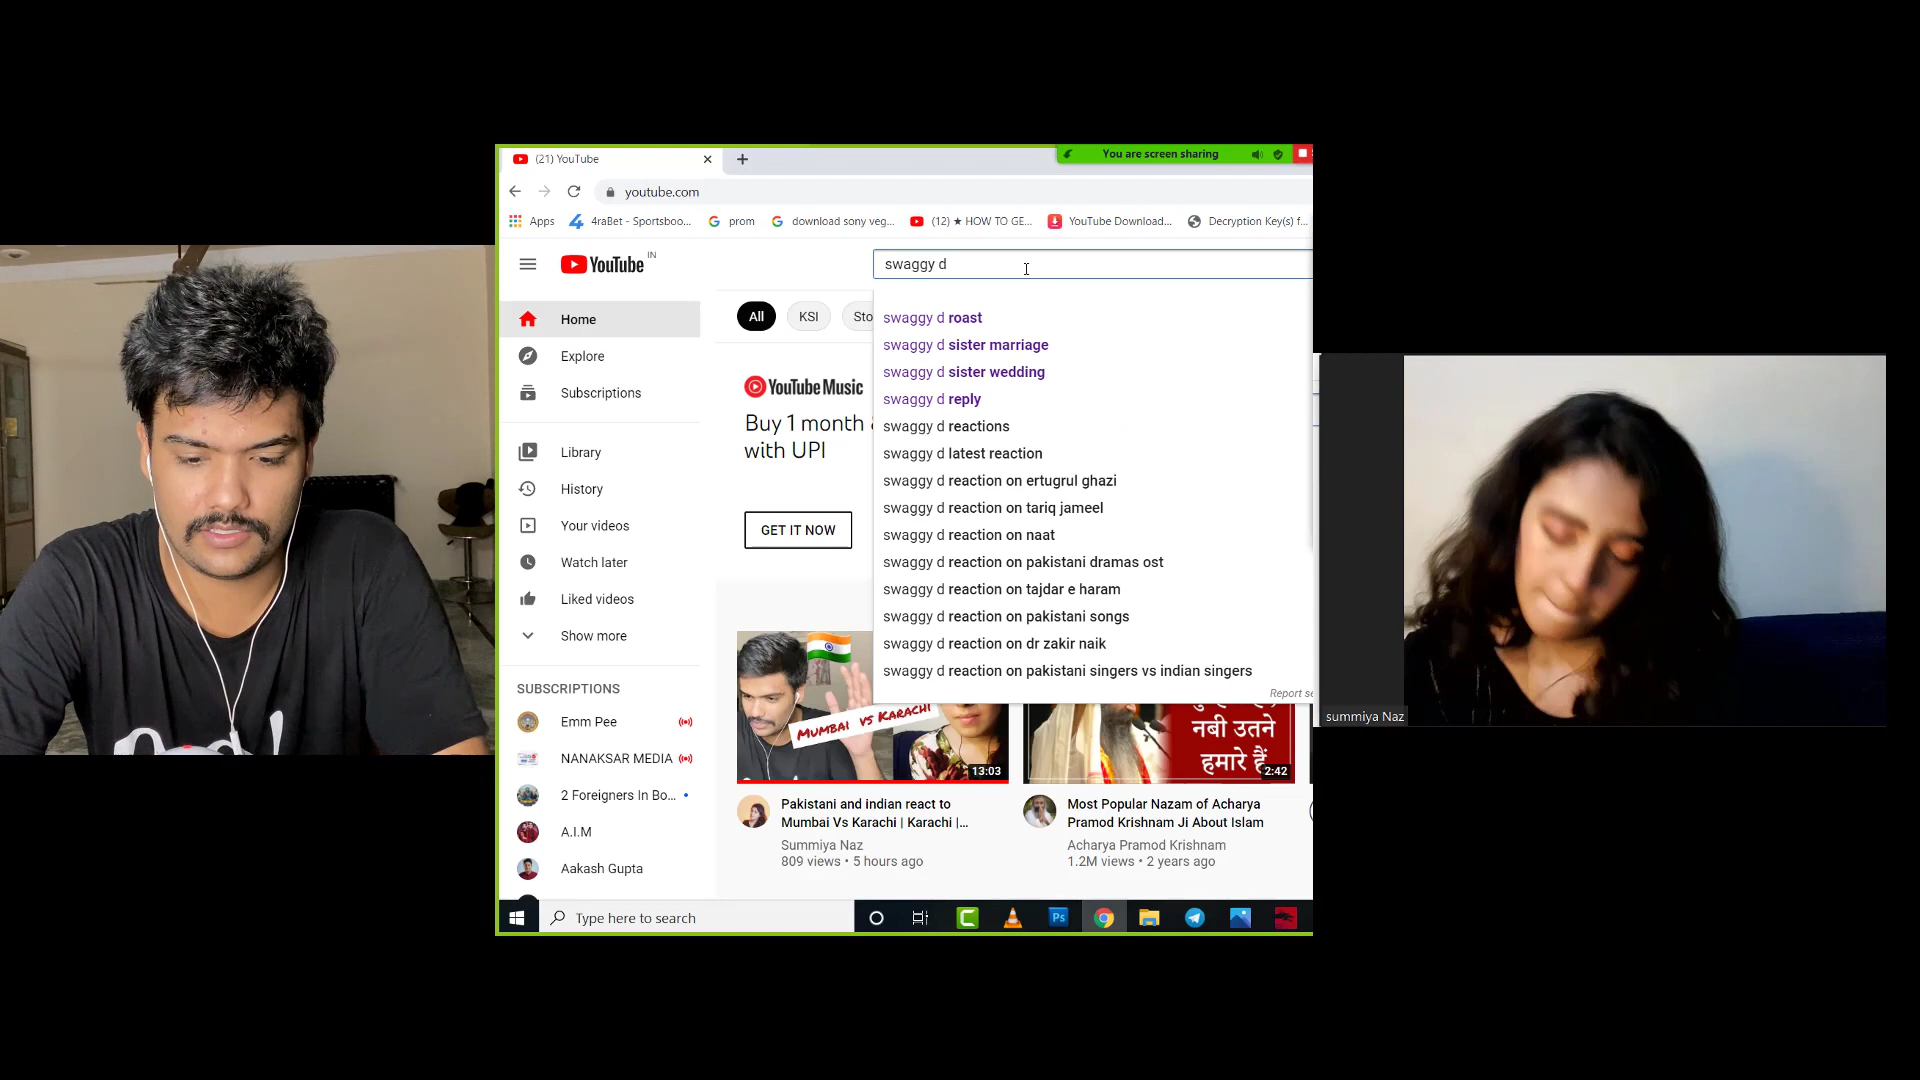 (21) YouTube
You are screen sharing
youtube.com
Apps
4raBet - Sportsboo...
prom
download sony veg...
(12) ★ HOW TO GE...
YouTube Download...
Decryption Key(s) f...
YouTube IN
swaggy d
Home
Explore
Subscriptions
Library
History
Your videos
Watch later
Liked videos
Show more
SUBSCRIPTIONS
Emm Pee
NANAKSAR MEDIA
2 Foreigners In Bo...
A.I.M
Aakash Gupta
All
KSI
Sto
YouTube Music
Buy 1 month
with UPI
GET IT NOW
swaggy d roast
swaggy d sister marriage
swaggy d sister wedding
swaggy d reply
swaggy d reactions
swaggy d latest reaction
swaggy d reaction on ertugrul ghazi
swaggy d reaction on tariq jameel
swaggy d reaction on naat
swaggy d reaction on pakistani dramas ost
swaggy d reaction on tajdar e haram
swaggy d reaction on pakistani songs
swaggy d reaction on dr zakir naik
swaggy d reaction on pakistani singers vs indian singers
Report se
MUMBAI VS KARACHI
13:03
नबी उतने
हमारे हैं
2:42
Pakistani and indian react to
Mumbai Vs Karachi | Karachi |...
Summiya Naz
809 views • 5 hours ago
Most Popular Nazam of Acharya
Pramod Krishnam Ji About Islam
Acharya Pramod Krishnam
1.2M views • 2 years ago
Type here to search
Ps
summiya Naz